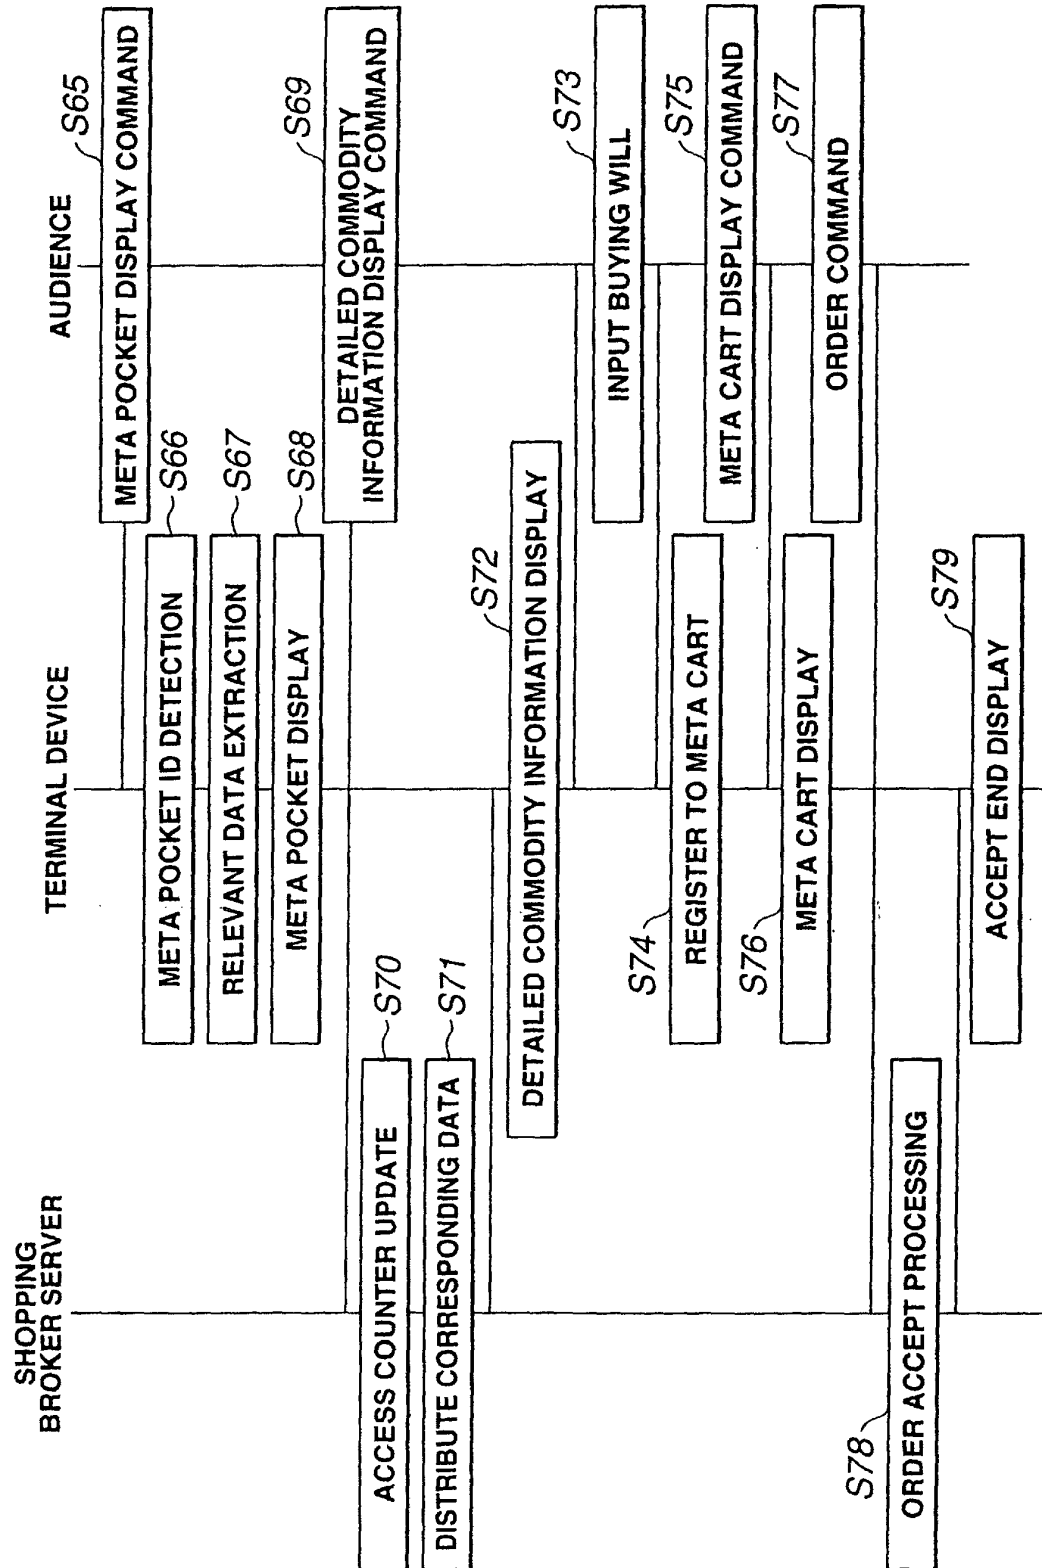 SHOPPING
BROKER SERVER
TERMINAL DEVICE
AUDIENCE
S65
META POCKET DISPLAY COMMAND
S66
META POCKET ID DETECTION
S67
RELEVANT DATA EXTRACTION
S68
META POCKET DISPLAY
S69
DETAILED COMMODITY
INFORMATION DISPLAY COMMAND
S70
ACCESS COUNTER UPDATE
S71
DISTRIBUTE CORRESPONDING DATA
S72
DETAILED COMMODITY INFORMATION DISPLAY
S73
INPUT BUYING WILL
S74
REGISTER TO META CART
S75
META CART DISPLAY COMMAND
S76
META CART DISPLAY
S77
ORDER COMMAND
S78
ORDER ACCEPT PROCESSING
S79
ACCEPT END DISPLAY